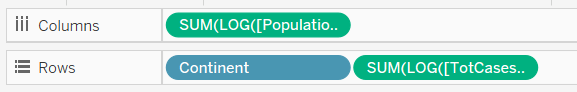 Columns SUM(LOG([Populatio..
Rows Continent SUM(LOG([TotCases..